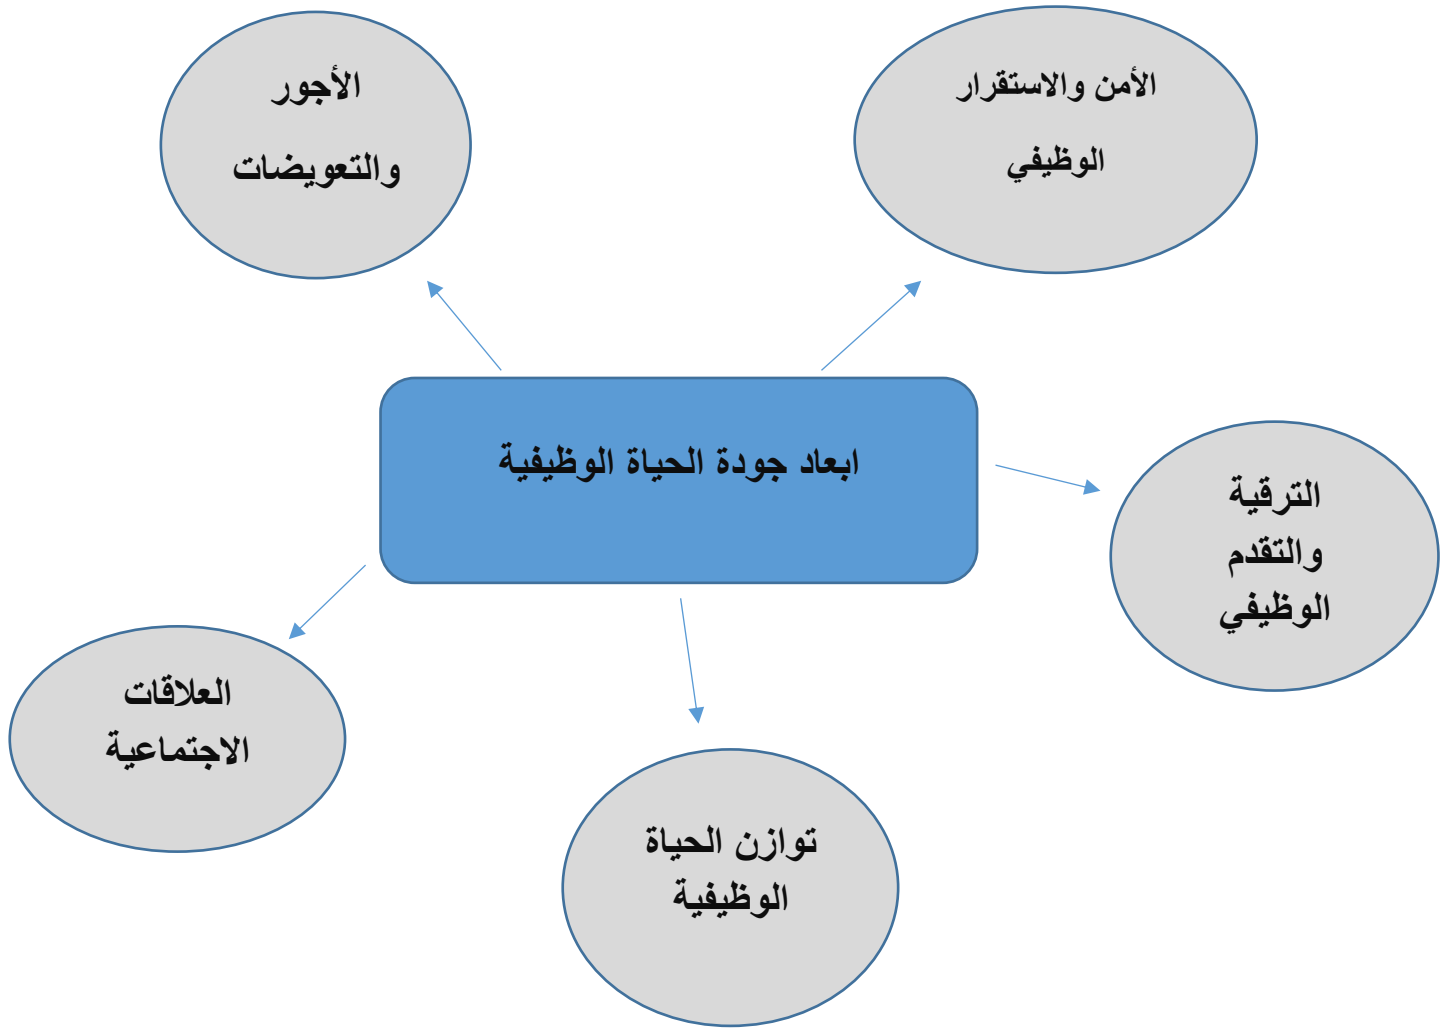 الأمن والاستقرار
الوظيفي
الأجور
والتعويضات
ابعاد جودة الحياة الوظيفية
الترقية
والتقدم
الوظيفي
العلاقات
الاجتماعية
توازن الحياة
الوظيفية